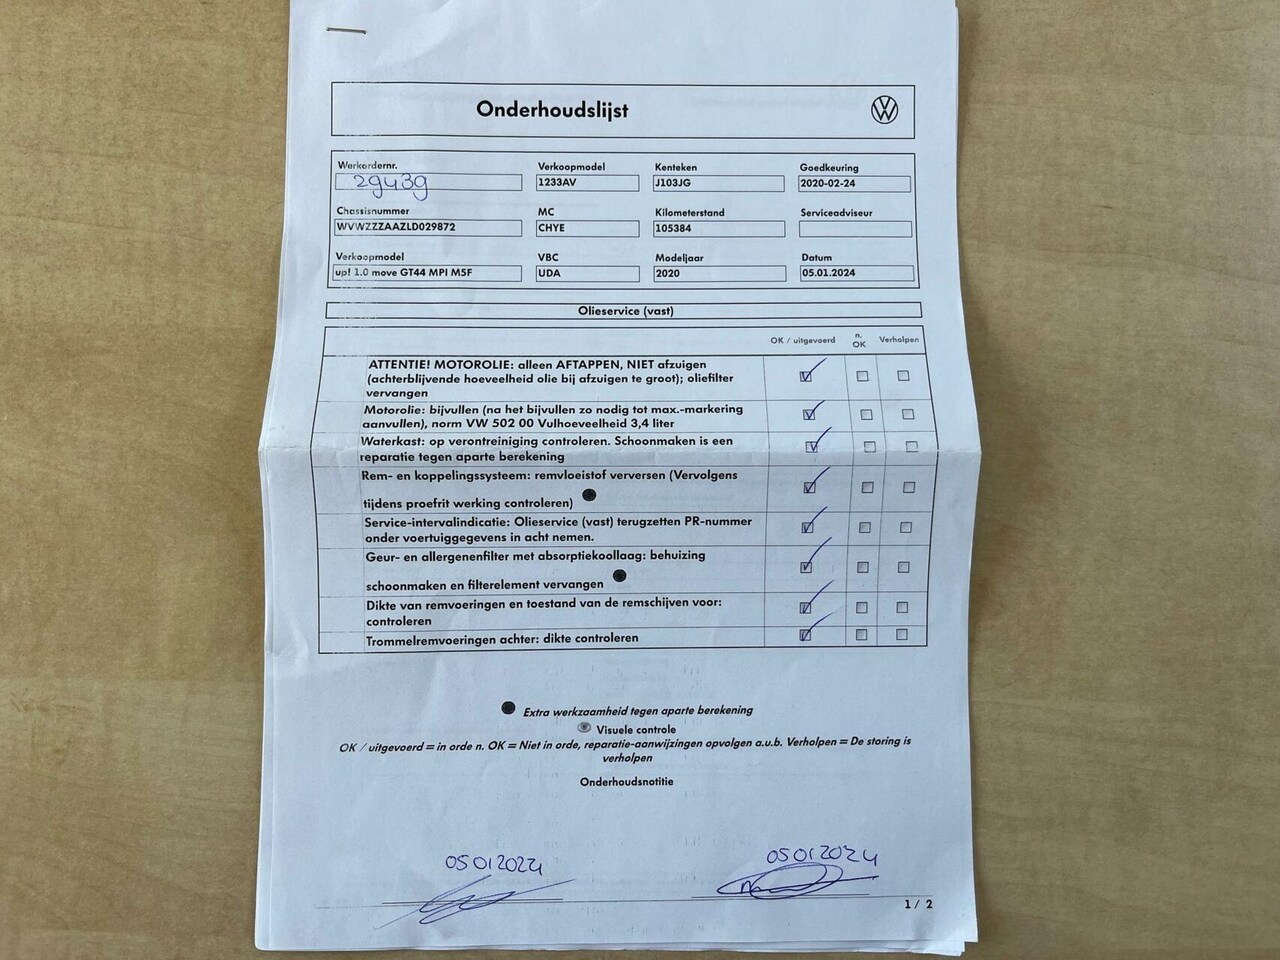 Onderhoudslijst
Werkordernr. Verkoopmodel Kenteken Goedkeuring
29439 1233AV J103JG 2020-02-24
Chassisnummer MC Kilometerstand Serviceadviseur
WVWZZZAAZLD029872 CHYE 105384
Verkoopmodel VBC Modeljaar Datum
up! 1.0 move GT44 MPI M5F UDA 2020 05.01.2024
Olieservice (vast)
OK / uitgevoerd n. OK Verholpen
ATTENTIE! MOTOROLIE: alleen AFTAPPEN, NIET afzuigen
(achterblijvende hoeveelheid olie bij afzuigen te groot); oliefilter
vervangen
Motorolie: bijvullen (na het bijvullen zo nodig tot max.-markering
aanvullen), norm VW 502 00 Vulhoeveelheid 3,4 liter
Waterkast: op verontreiniging controleren. Schoonmaken is een
reparatie tegen aparte berekening
Rem- en koppelingssysteem: remvloeistof verversen (Vervolgens
tijdens proefrit werking controleren)
Service-intervalindicatie: Olieservice (vast) terugzetten PR-nummer
onder voertuiggegevens in acht nemen.
Geur- en allergenenfilter met absorptiekoollaag: behuizing
schoonmaken en filterelement vervangen
Dikte van remvoeringen en toestand van de remschijven voor:
controleren
Trommelremvoeringen achter: dikte controleren
Extra werkzaamheid tegen aparte berekening
Visuele controle
OK / uitgevoerd = in orde n. OK = Niet in orde, reparatie-aanwijzingen opvolgen a.u.b. Verholpen = De storing is
verholpen
Onderhoudsnotitie
05012024 05012024
1 / 2